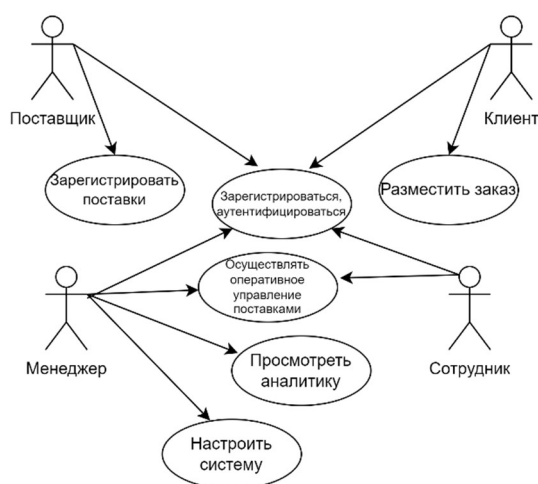 Поставщик
Клиент
Зарегистрировать
поставки
Зарегистрироваться,
аутентифицироваться
Разместить заказ
Осуществлять
оперативное
управление
поставками
Менеджер
Просмотреть
аналитику
Сотрудник
Настроить
систему